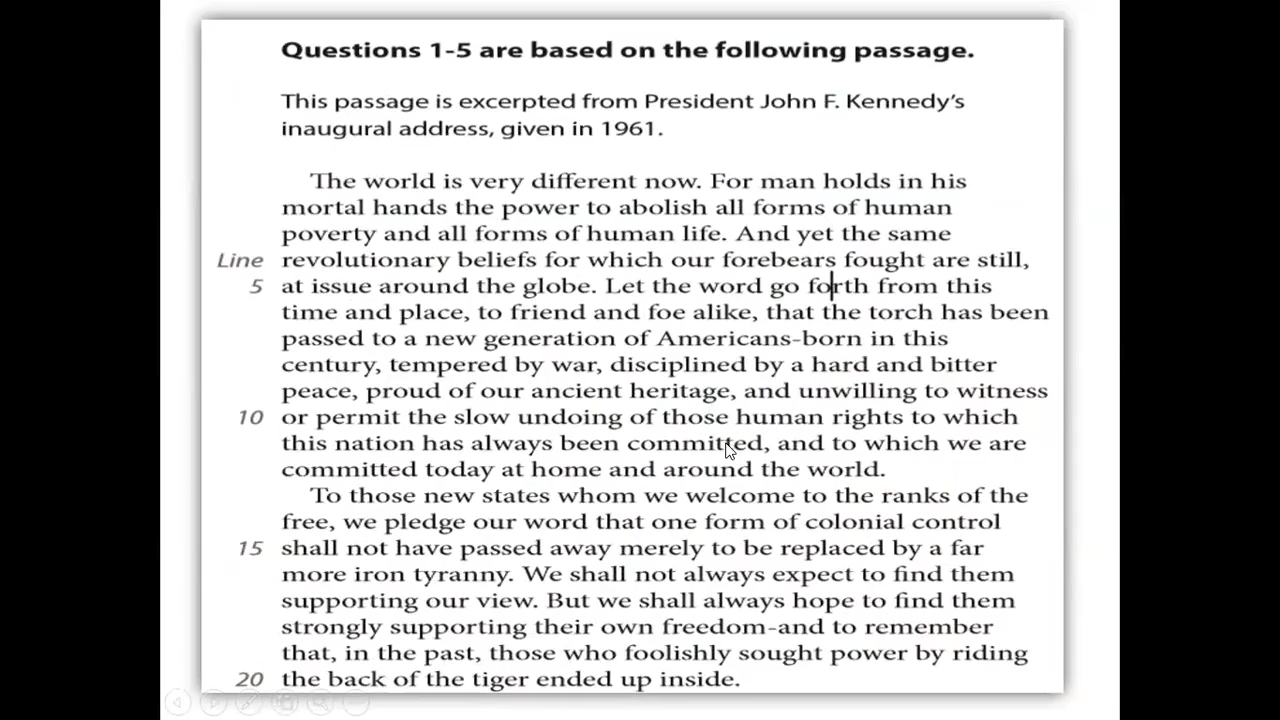 Questions 1-5 are based on the following passage.
This passage is excerpted from President John F. Kennedy’s
inaugural address, given in 1961.
The world is very different now. For man holds in his
mortal hands the power to abolish all forms of human
poverty and all forms of human life. And yet the same
Line revolutionary beliefs for which our forebears fought are still,
5 at issue around the globe. Let the word go forth from this
time and place, to friend and foe alike, that the torch has been
passed to a new generation of Americans-born in this
century, tempered by war, disciplined by a hard and bitter
peace, proud of our ancient heritage, and unwilling to witness
10 or permit the slow undoing of those human rights to which
this nation has always been committed, and to which we are
committed today at home and around the world.
To those new states whom we welcome to the ranks of the
free, we pledge our word that one form of colonial control
15 shall not have passed away merely to be replaced by a far
more iron tyranny. We shall not always expect to find them
supporting our view. But we shall always hope to find them
strongly supporting their own freedom-and to remember
that, in the past, those who foolishly sought power by riding
20 the back of the tiger ended up inside.